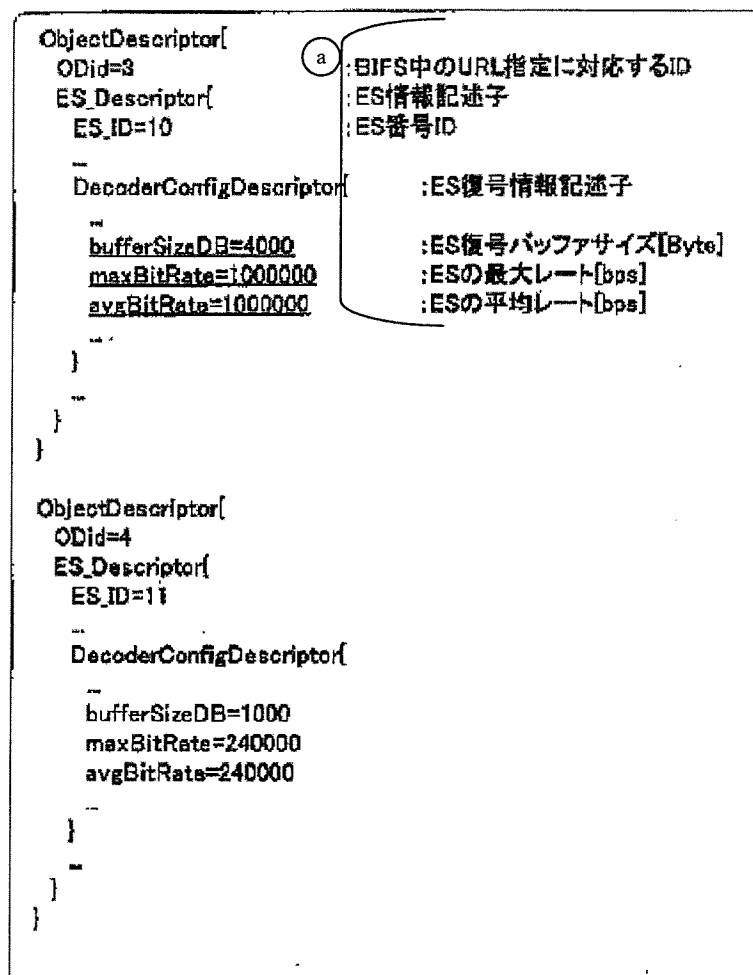 ObjectDescriptor{
ⓐ
ODid=3 :BIFS中のURL指定に対応するID
ES_Descriptor{ :ES情報記述子
ES_ID=10 :ES番号ID
...
DecoderConfigDescriptor{ :ES復号情報記述子
...
bufferSizeDB=4000 :ES復号バッファサイズ[Byte]
maxBitRate=1000000 :ESの最大レート[bps]
avgBitRate=1000000 :ESの平均レート[bps]
...
}
...
}
}
ObjectDescriptor{
ODid=4
ES_Descriptor{
ES_ID=11
...
DecoderConfigDescriptor{
...
bufferSizeDB=1000
maxBitRate=240000
avgBitRate=240000
...
}
...
}
}